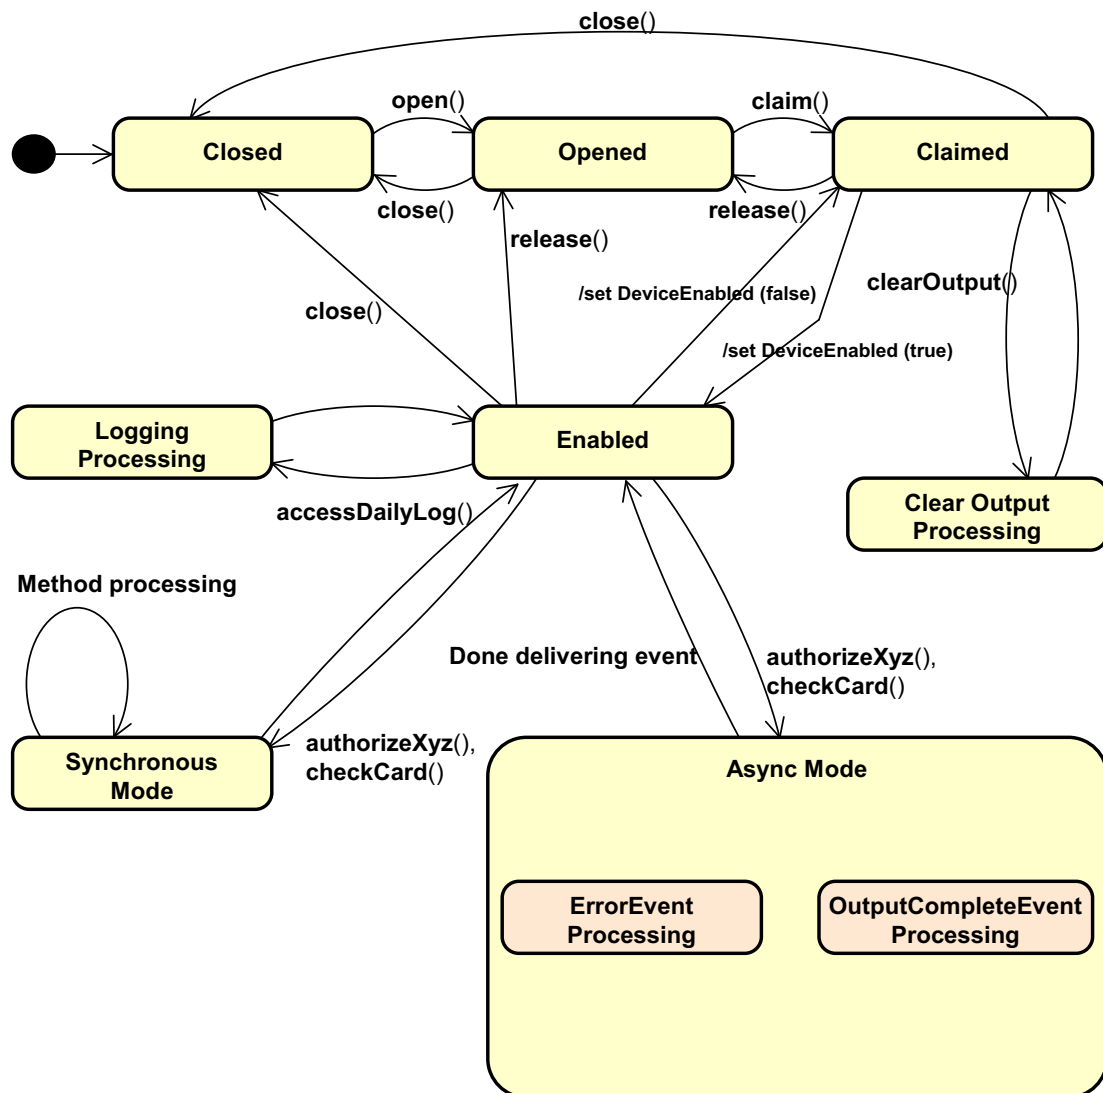 close()
open()
claim()
Closed
Opened
Claimed
close()
release()
release()
clearOutput()
/set DeviceEnabled (false)
close()
/set DeviceEnabled (true)
Logging
Processing
Enabled
accessDailyLog()
Clear Output
Processing
Method processing
Done delivering event
authorizeXyz(),
checkCard()
Synchronous
Mode
authorizeXyz(),
checkCard()
Async Mode
ErrorEvent
Processing
OutputCompleteEvent
Processing